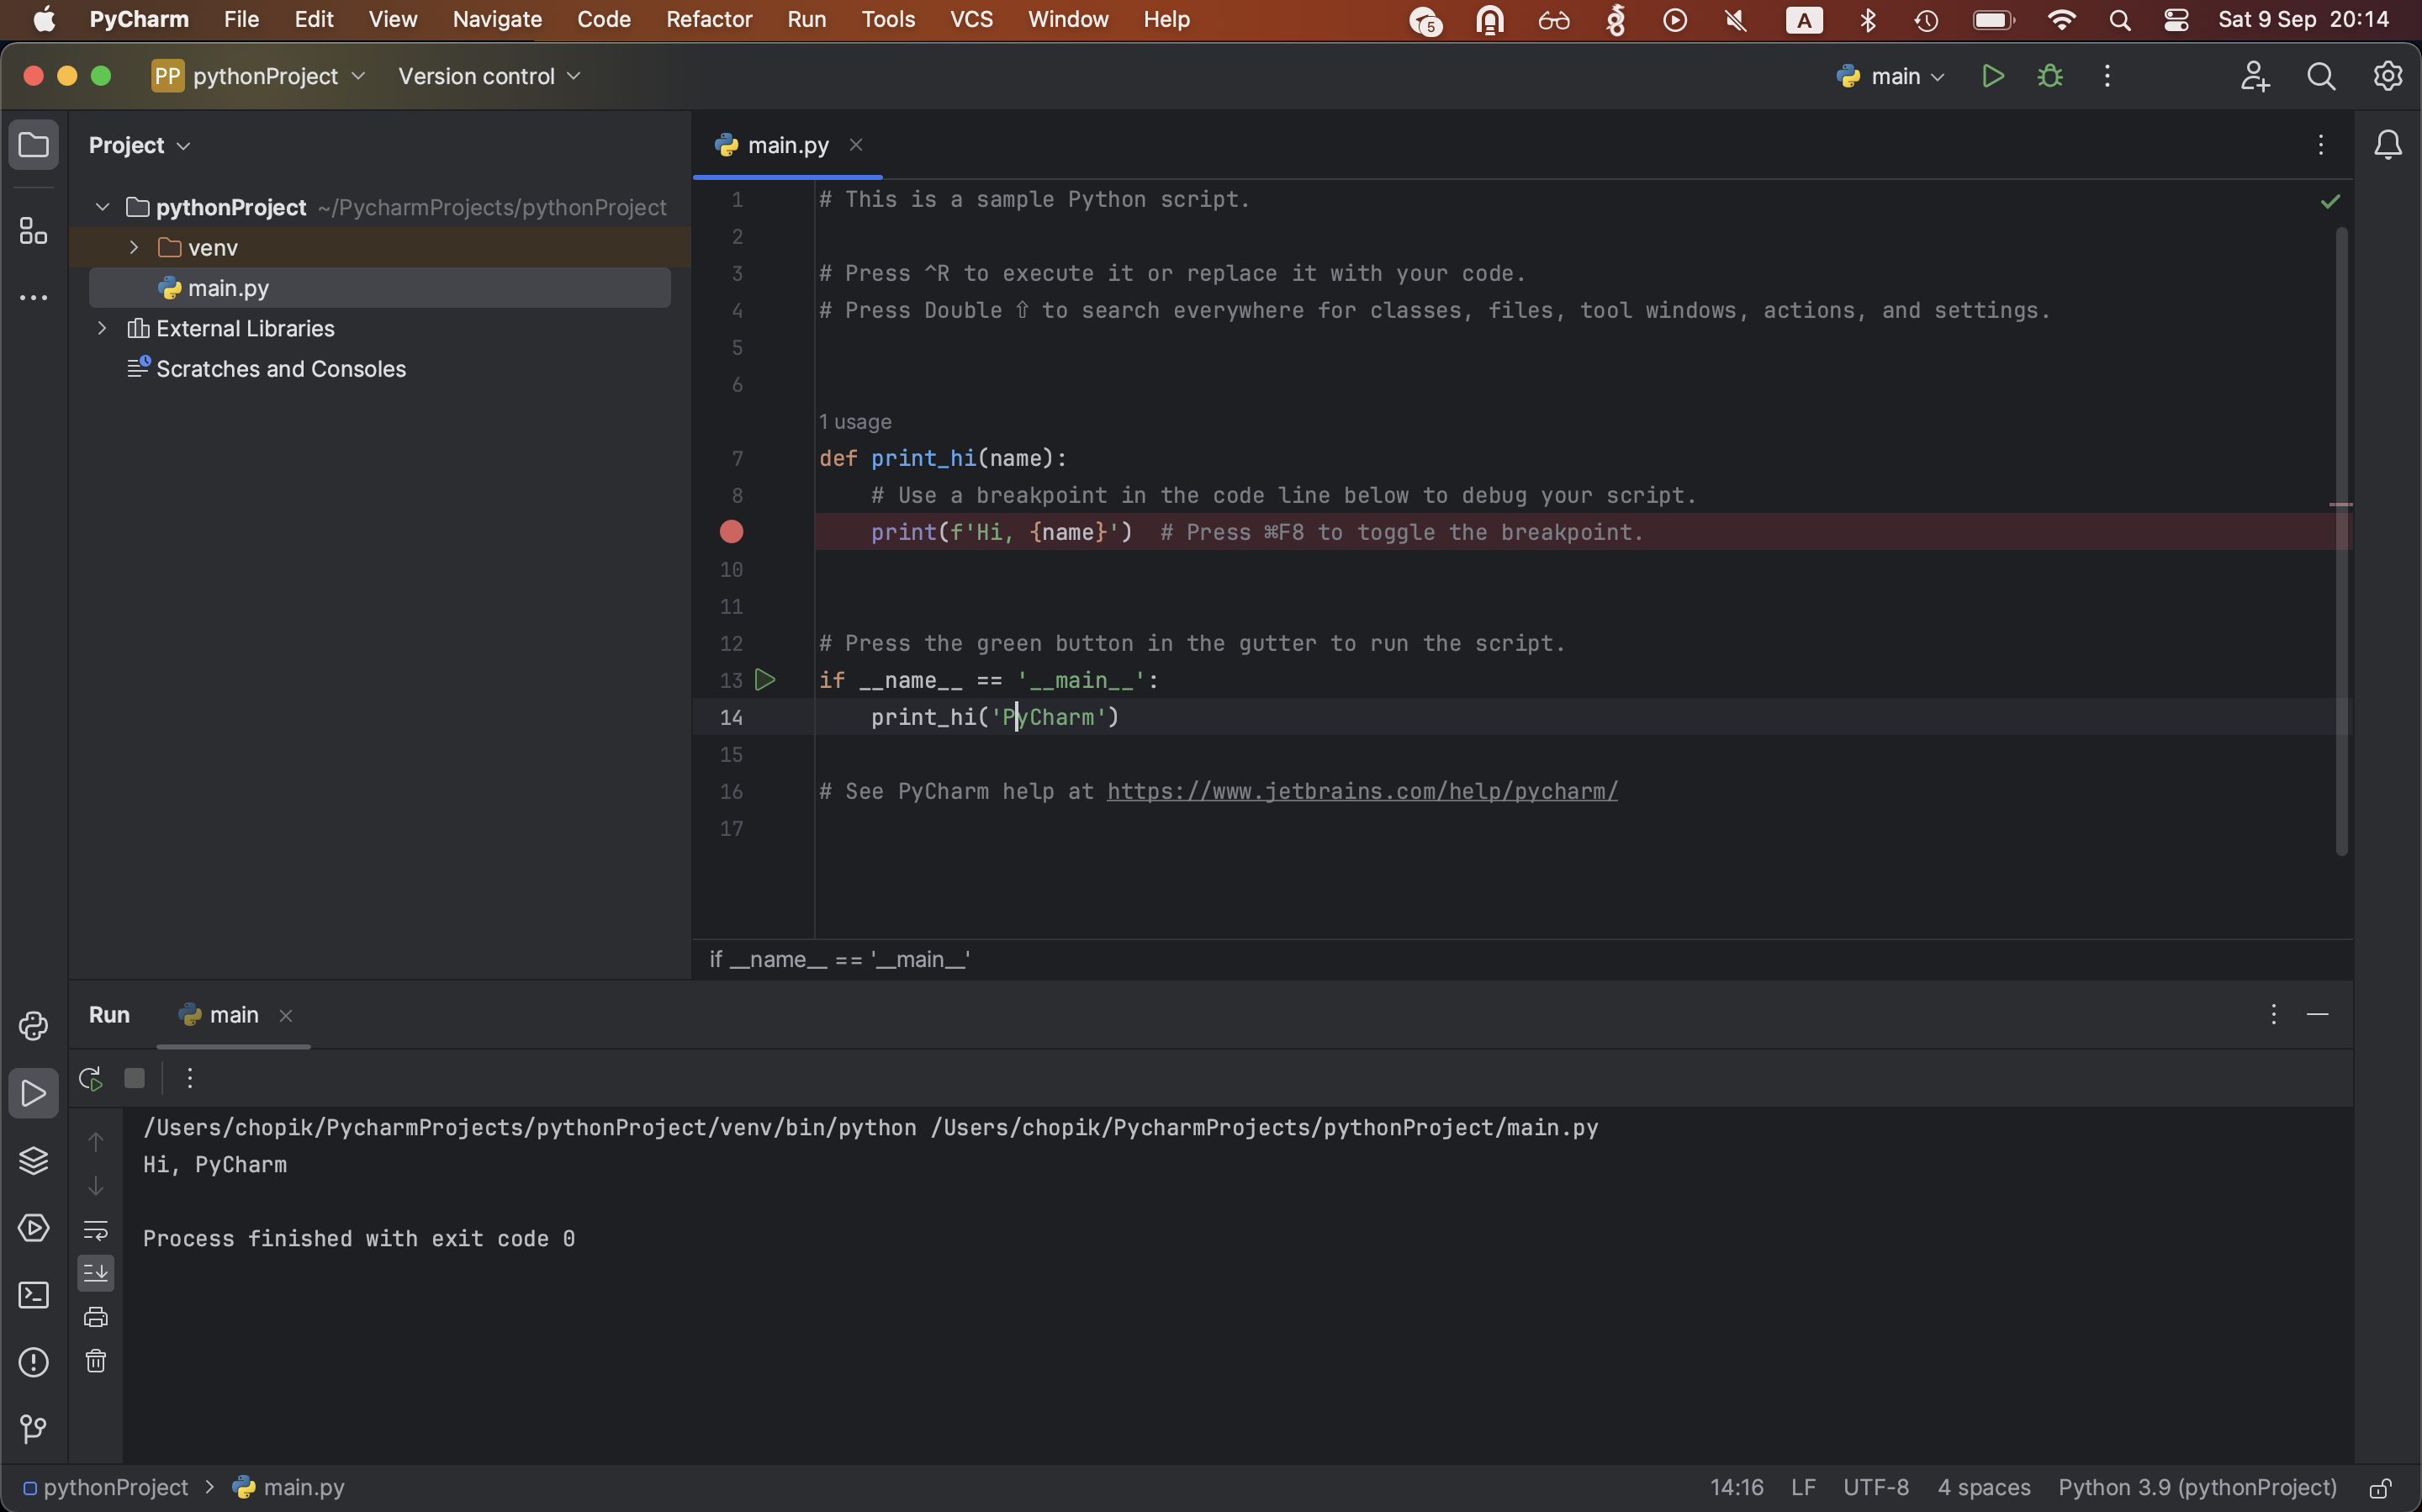 PyCharm File Edit View Navigate Code Refactor Run Tools VCS Window Help 5 A Sat 9 Sep 20:14
PP pythonProject Version control main
Project
pythonProject ~/PycharmProjects/pythonProject
venv
main.py
External Libraries
Scratches and Consoles
main.py
1 # This is a sample Python script.
2
3 # Press ^R to execute it or replace it with your code.
4 # Press Double ⇧ to search everywhere for classes, files, tool windows, actions, and settings.
5
6
1 usage
7 def print_hi(name):
8     # Use a breakpoint in the code line below to debug your script.
    print(f'Hi, {name}')  # Press ⌘F8 to toggle the breakpoint.
10
11
12 # Press the green button in the gutter to run the script.
13 if __name__ == '__main__':
14     print_hi('PyCharm')
15
16 # See PyCharm help at https://www.jetbrains.com/help/pycharm/
17
if __name__ == '__main__'
Run main
/Users/chopik/PycharmProjects/pythonProject/venv/bin/python /Users/chopik/PycharmProjects/pythonProject/main.py
Hi, PyCharm
Process finished with exit code 0
pythonProject > main.py 14:16 LF UTF-8 4 spaces Python 3.9 (pythonProject)